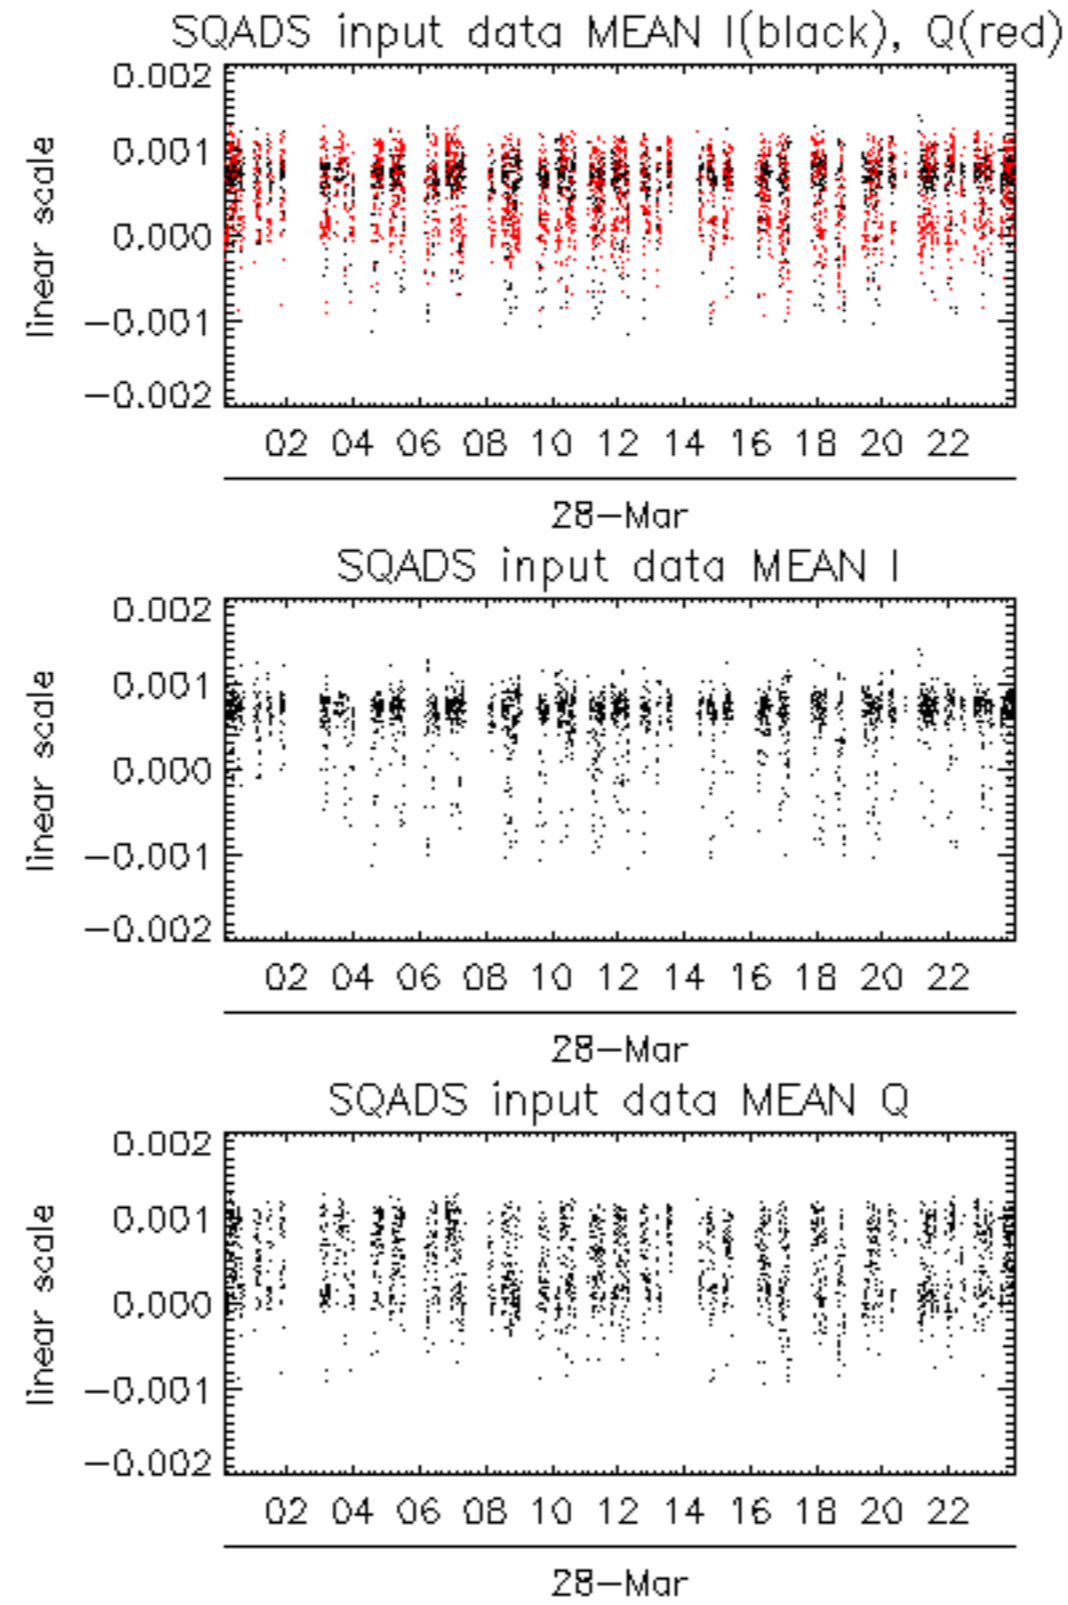 SQADS input data MEAN I(black), Q(red)
linear scale
0.002
0.001
0.000
−0.001
−0.002
02 04 06 08 10 12 14 16 18 20 22
28−Mar
SQADS input data MEAN I
linear scale
0.002
0.001
0.000
−0.001
−0.002
02 04 06 08 10 12 14 16 18 20 22
28−Mar
SQADS input data MEAN Q
linear scale
0.002
0.001
0.000
−0.001
−0.002
02 04 06 08 10 12 14 16 18 20 22
28−Mar